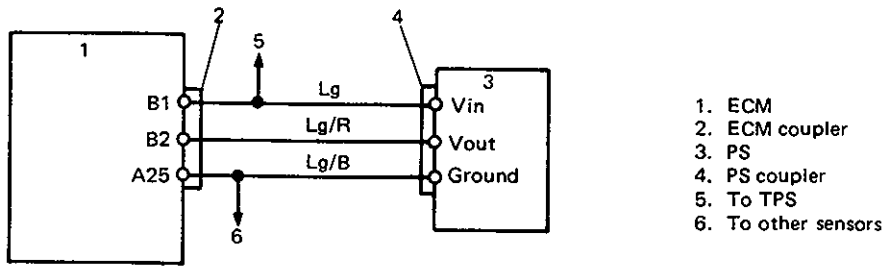 2
4
1
5
3
B1
Lg
Vin
B2
Lg/R
Vout
A25
Lg/B
Ground
6
1. ECM
2. ECM coupler
3. PS
4. PS coupler
5. To TPS
6. To other sensors